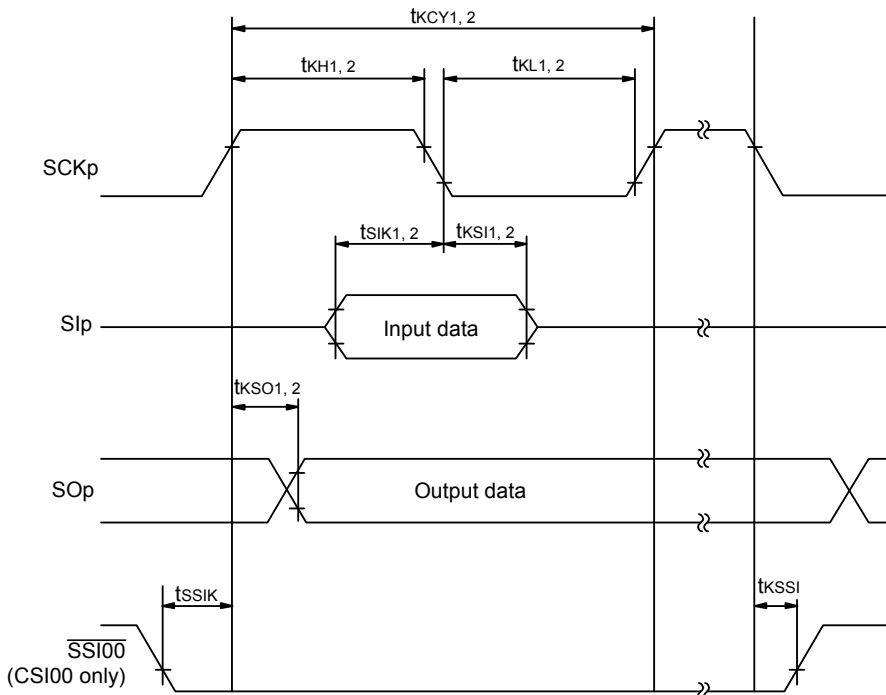 tKCY1, 2
tKH1, 2
tKL1, 2
SCKp
tSIK1, 2
tKSI1, 2
SIp
Input data
tKSO1, 2
SOp
Output data
tSSIK
tKSSI
SSI00
(CSI00 only)